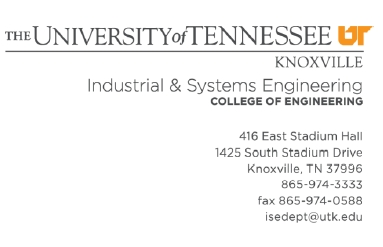 THE UNIVERSITY of TENNESSEE UT
KNOXVILLE
Industrial & Systems Engineering
COLLEGE OF ENGINEERING
416 East Stadium Hall
1425 South Stadium Drive
Knoxville, TN 37996
865-974-3333
fax 865-974-0588
isedept@utk.edu